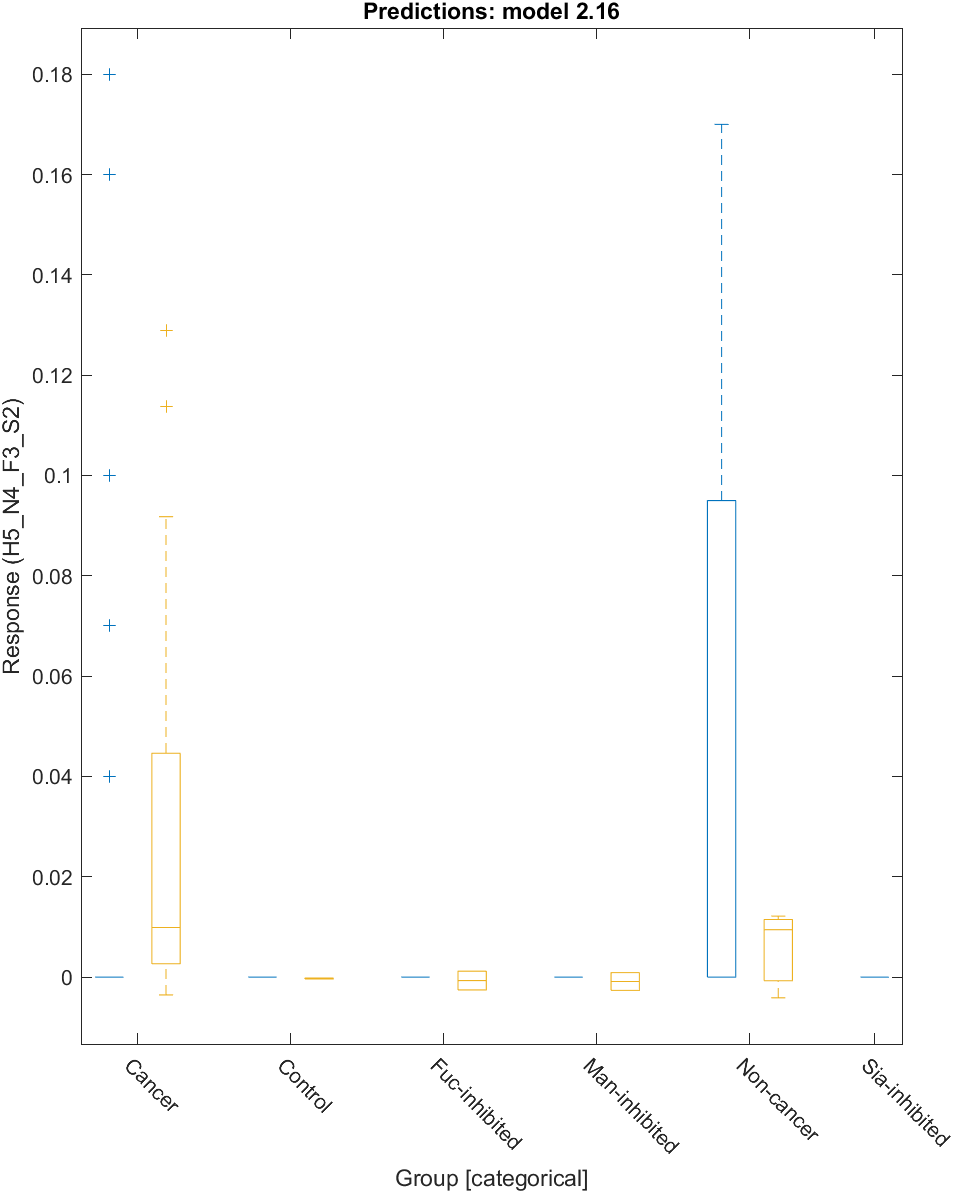 Predictions: model 2.16
0.18
0.16
0.14
0.12
0.1
0.08
0.06
0.04
0.02
0
Response (H5_N4_F3_S2)
Cancer
Control
Fuc-inhibited
Man-inhibited
Non-cancer
Sia-inhibited
Group [categorical]